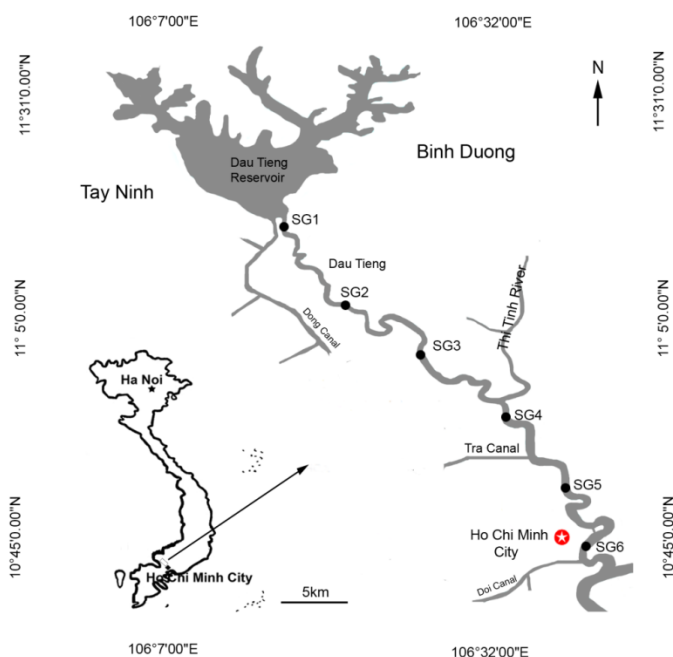 106°7'0.00"E
106°32'0.00"E
11°31'0.00"N
11°31'0.00"N
N
Binh Duong
Dau Tieng
Reservoir
Tay Ninh
SG1
Dau Tieng
SG2
Thi Tinh River
11° 5'0.00"N
11° 5'0.00"N
Dong Canal
SG3
Ha Noi
SG4
Tra Canal
SG5
Ho Chi Minh
City
SG6
10°45'0.00"N
10°45'0.00"N
Ho Chi Minh City
Doi Canal
5km
106°7'0.00"E
106°32'00"E